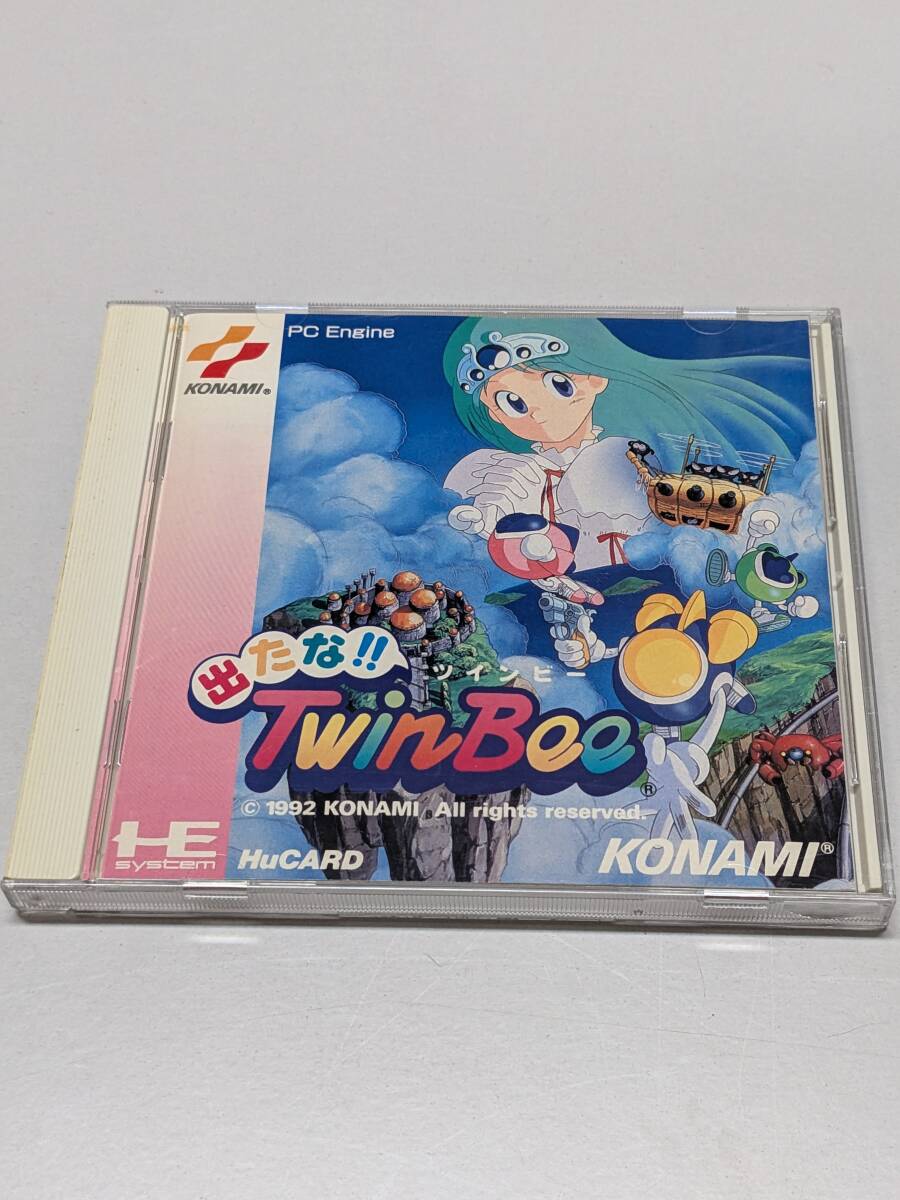 KONAMI®
PC Engine
出たな!!
ツインビー
TwinBee®
© 1992 KONAMI All rights reserved.
HE
system
HuCARD
KONAMI®